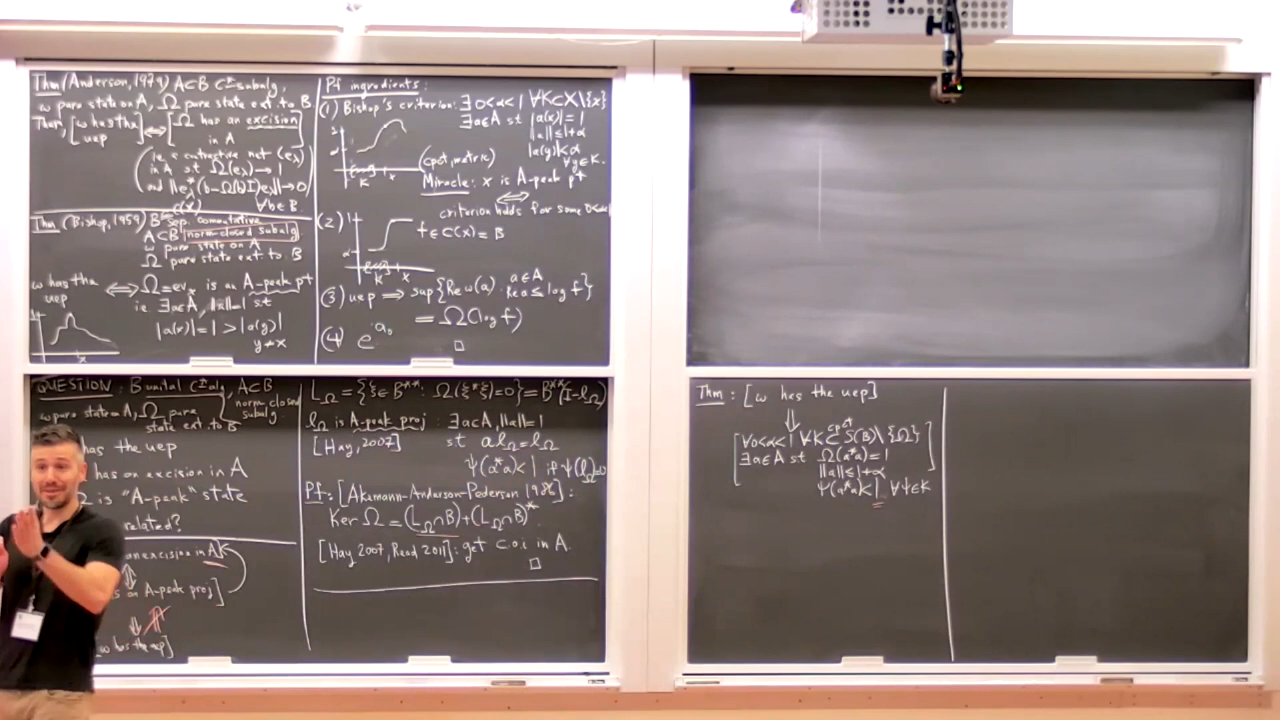 Thm (Anderson, 1979) A⊂B C*-subalg,
ω pure state on A, Ω pure state ext. to B
Then, [ω has the uep] ⟺ [Ω has an excision in A]
(ie a contractive net (e_λ)
in A s.t Ω(e_λ)→1
and ||e_λ*(b-Ω(b)I)e_λ||→0)
∀b∈B
Thm (Bishop, 1959) B sep. commutative
A⊂B norm-closed subalg
ω pure state on A
Ω pure state ext to B
ω has the uep ⟺ Ω=ev_x is an A-peak pt
ie ∃a∈A, ||a||=1 st
|a(x)|=1>|a(y)|
y≠x
Pf ingredients:
(1) Bishop's criterion: ∃ 0<α<1 ∀K⊂X\{x}
∃a∈A st |a(x)|=1
||a||≤1+α
|a(y)|<α
∀y∈K.
(cpct, metric)
K x
Miracle: x is A-peak pt
⟺
criterion holds for some
(2)
f∈C(X)=B
K x
(3) uep ⟹ sup{Re ω(a) : a∈A Re a ≤ log f}
= Ω(log f)
(4) e^{a}
□
QUESTION: B unital C*-alg, A⊂B
norm closed subalg.
ω pure state on A, Ω pure state ext. to B
has the uep
has an excision in A
is "A-peak" state
related?
an excision in A
A-peak proj]
ω has the uep]
L_Ω = {ξ∈B**: Ω(ξ*ξ)=0} = B**(I-l_Ω)
l_Ω is A-peak proj: ∃a∈A, ||a||=1
[Hay, 2007] st a l_Ω=l_Ω
ψ(a*a)<1 if ψ(l_Ω)=0
Pf: [Akemann-Anderson-Pedersen 1986]:
Ker Ω = (L_Ω∩B)+(L_Ω∩B)*
[Hay 2007, Read 2011]: get c.a.i in A.
□
Thm: [ω has the uep]
⇓
[∀0<α<1 ∀K⊂ cpct S(B)\{Ω}
∃a∈A st Ω(a*a)=1
||a||≤1+α
ψ(a*a)<1 ∀ψ∈K]